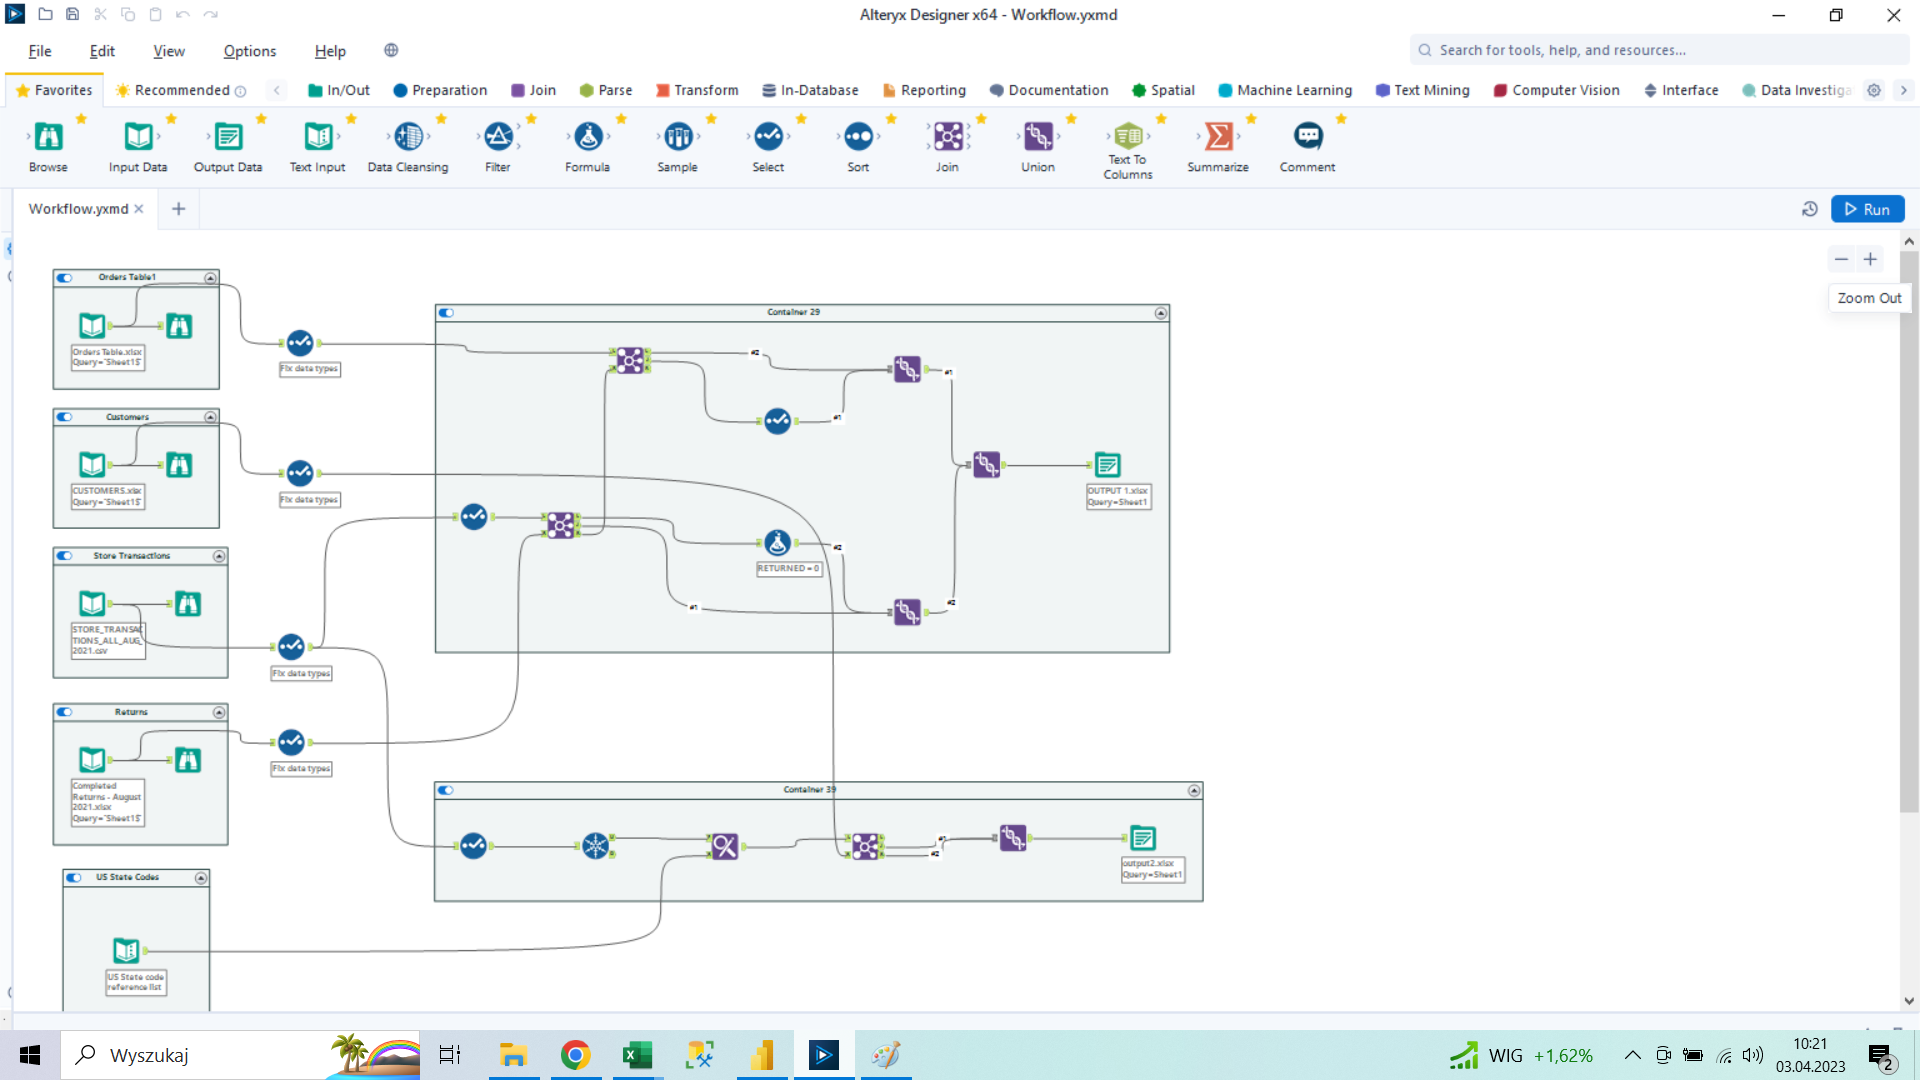 Alteryx Designer x64 - Workflow.yxmd
File Edit View Options Help
Search for tools, help, and resources...
Favorites Recommended In/Out Preparation Join Parse Transform In-Database Reporting Documentation Spatial Machine Learning Text Mining Computer Vision Interface Data Investiga
Browse Input Data Output Data Text Input Data Cleansing Filter Formula Sample Select Sort Join Union Text To Columns Summarize Comment
Workflow.yxmd
Run
Zoom Out
Orders Table1
Orders Table.xlsx
Query=`Sheet1$`
Fix data types
Customers
CUSTOMERS.xlsx
Query=`Sheet1$`
Fix data types
Store Transactions
STORE_TRANSAC
TIONS_ALL_AUG_
2021.csv
Fix data types
Returns
Completed
Returns - August
2021.xlsx
Query=`Sheet1$`
Fix data types
US State Codes
US State code
reference list
Container 29
#2
#1
#1
#2
RETURNED = 0
#1
#2
OUTPUT 1.xlsx
Query=Sheet1
Container 39
#1
#2
output2.xlsx
Query=Sheet1
Wyszukaj
WIG +1,62%
10:21
03.04.2023
2